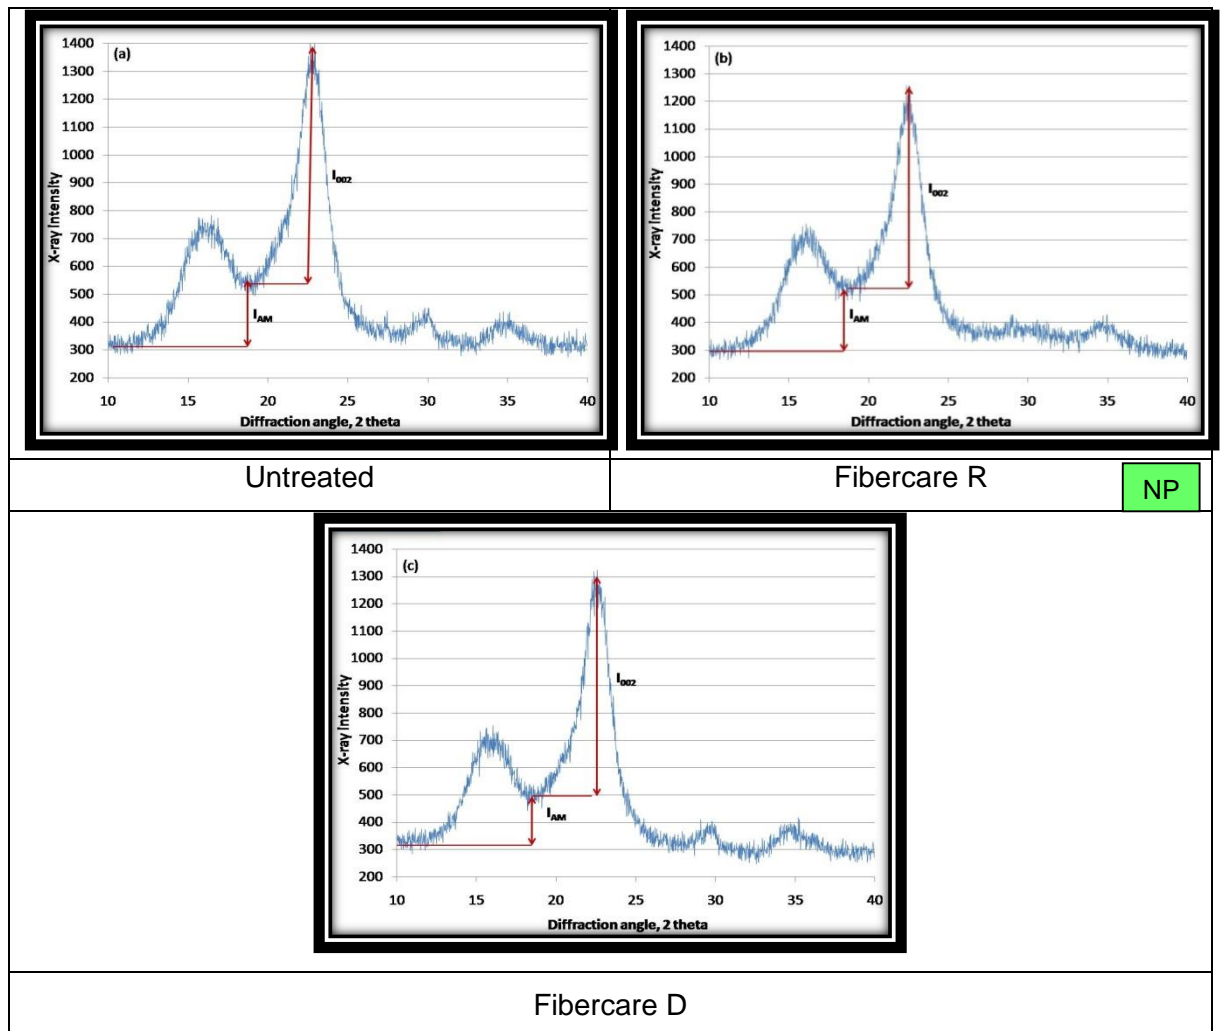 (a)
1400
1300
1200
1100
1000
900
800
700
600
500
400
300
200
X-ray Intensity
I002
IAM
10 15 20 25 30 35 40
Diffraction angle, 2 theta
(b)
1400
1300
1200
1100
1000
900
800
700
600
500
400
300
200
X-ray Intensity
I002
IAM
10 15 20 25 30 35 40
Diffraction angle, 2 theta
Untreated
Fibercare R
NP
(c)
1400
1300
1200
1100
1000
900
800
700
600
500
400
300
200
X-ray Intensity
I002
IAM
10 15 20 25 30 35 40
Diffraction angle, 2 theta
Fibercare D